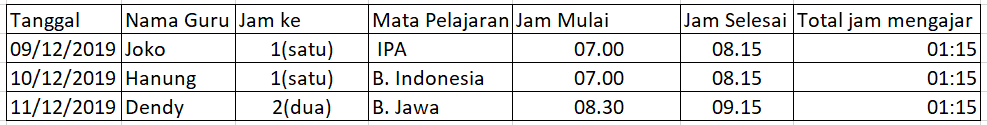 Tanggal Nama Guru Jam ke Mata Pelajaran Jam Mulai Jam Selesai Total jam mengajar
09/12/2019 Joko 1(satu) IPA 07.00 08.15 01:15
10/12/2019 Hanung 1(satu) B. Indonesia 07.00 08.15 01:15
11/12/2019 Dendy 2(dua) B. Jawa 08.30 09.15 01:15